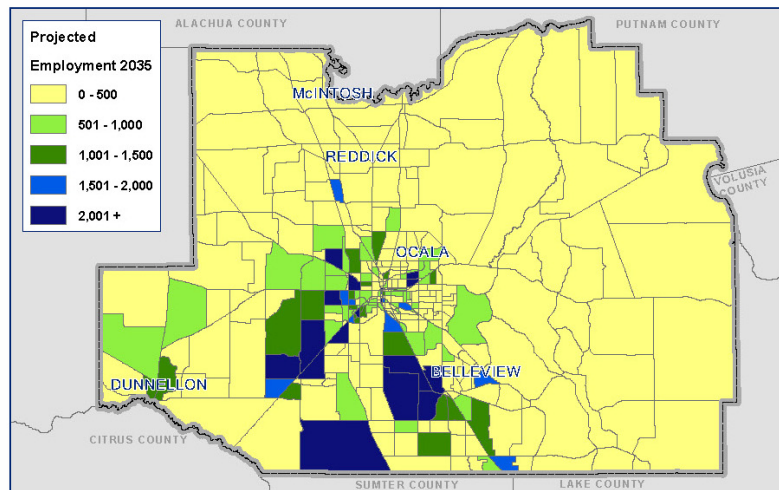 ALACHUA COUNTY
PUTNAM COUNTY
Projected
Employment 2035
0 - 500
501 - 1,000
1,001 - 1,500
1,501 - 2,000
2,001 +
McINTOSH
REDDICK
VOLUSIA
COUNTY
OCALA
DUNNELLON
BELLEVIEW
CITRUS COUNTY
SUMTER COUNTY
LAKE COUNTY